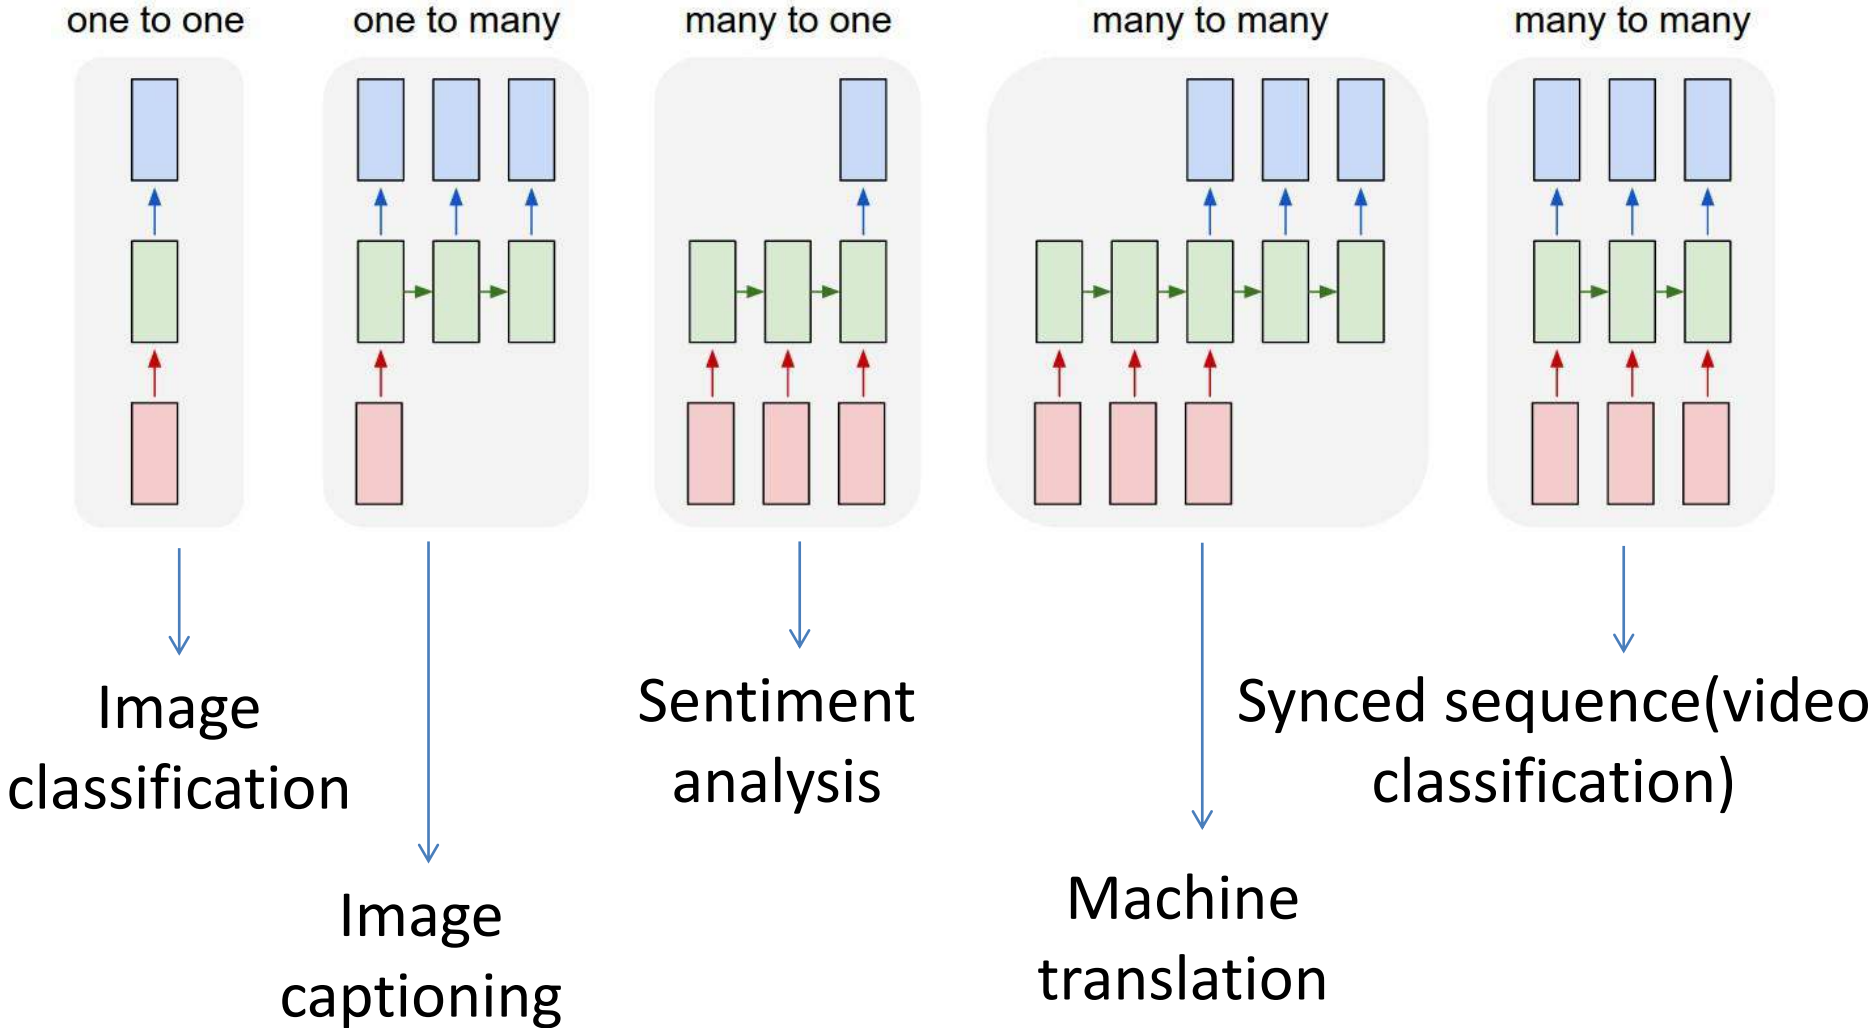 one to one
one to many
many to one
many to many
many to many
Image
classification
Image
captioning
Sentiment
analysis
Machine
translation
Synced sequence(video
classification)